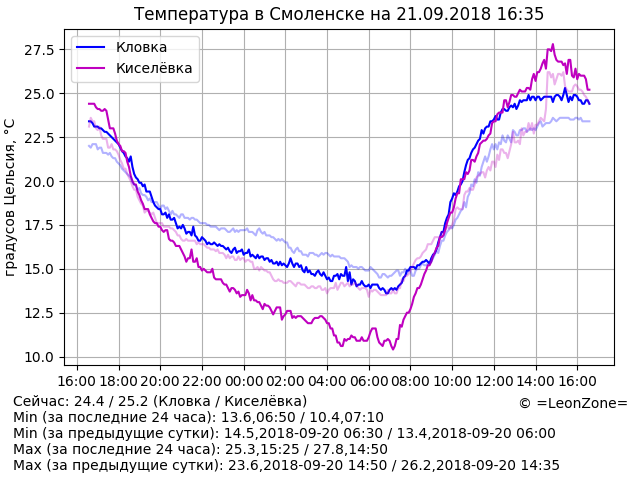 Температура в Смоленске на 21.09.2018 16:35
Кловка
Киселёвка
градусов Цельсия, °C
27.5
25.0
22.5
20.0
17.5
15.0
12.5
10.0
16:00 18:00 20:00 22:00 00:00 02:00 04:00 06:00 08:00 10:00 12:00 14:00 16:00
Сейчас: 24.4 / 25.2 (Кловка / Киселёвка)
© =LeonZone=
Min (за последние 24 часа): 13.6,06:50 / 10.4,07:10
Min (за предыдущие сутки): 14.5,2018-09-20 06:30 / 13.4,2018-09-20 06:00
Max (за последние 24 часа): 25.3,15:25 / 27.8,14:50
Max (за предыдущие сутки): 23.6,2018-09-20 14:50 / 26.2,2018-09-20 14:35